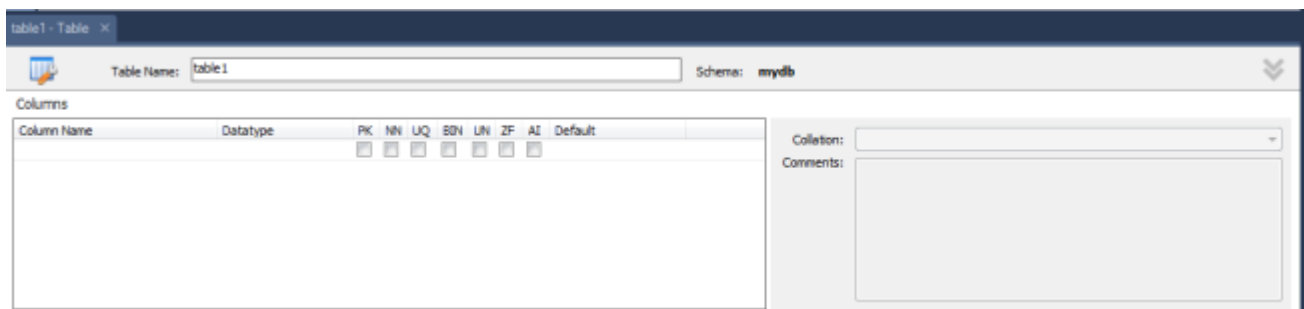 table1 - Table ×
Table Name: table1 Schema: mydb
Columns
Column Name Datatype PK NN UQ BIN UN ZF AI Default
Collation:
Comments: